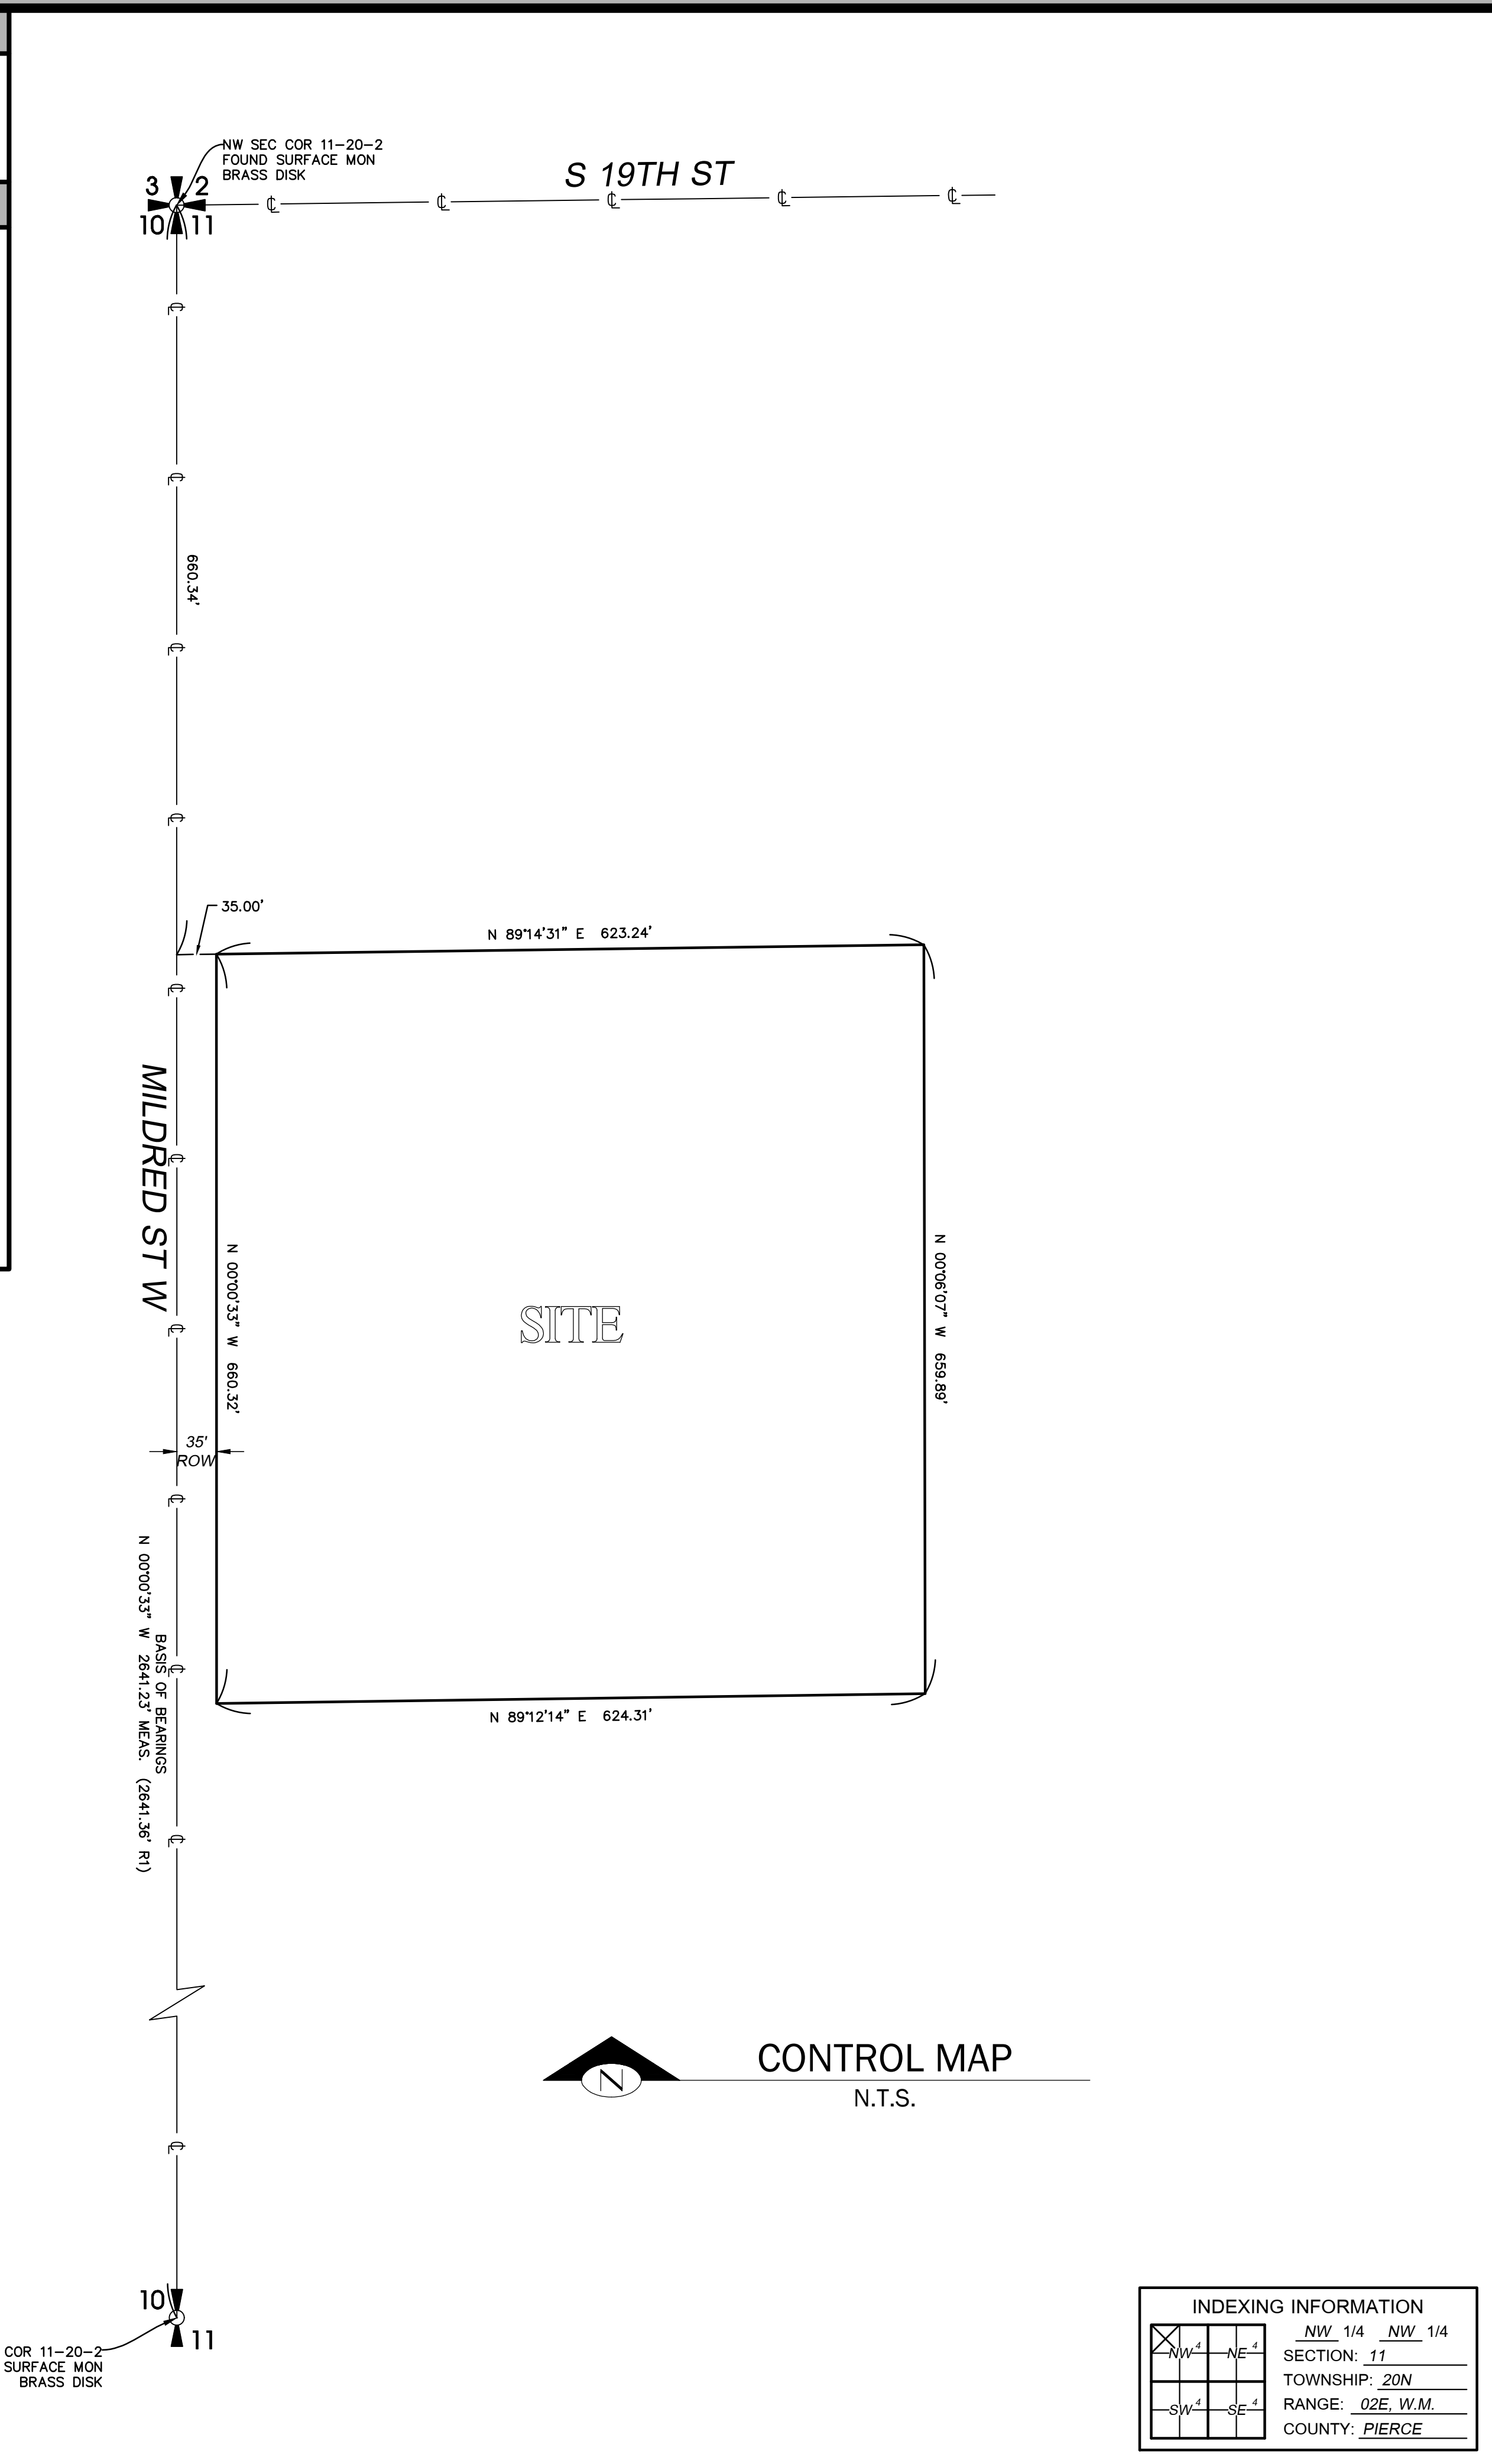 NW SEC COR 11-20-2
FOUND SURFACE MON
BRASS DISK
S 19TH ST
3 2
10 11
℄ ℄ ℄ ℄ ℄
℄
℄
660.34'
℄
℄
35.00'
N 89°14'31" E 623.24'
℄
MILDRED ST W
℄
N 00°00'33" W 660.32'
N 00°06'07" W 659.89'
SITE
℄
35'
ROW
℄
BASIS OF BEARINGS
N 00°00'33" W 2641.23' MEAS. (2641.36' R1)
℄
N 89°12'14" E 624.31'
℄
N
CONTROL MAP
N.T.S.
℄
10
11
COR 11-20-2
SURFACE MON
BRASS DISK
INDEXING INFORMATION
NW 1/4 NW 1/4
SECTION: 11
TOWNSHIP: 20N
RANGE: 02E, W.M.
COUNTY: PIERCE
NW 4 NE 4
SW 4 SE 4